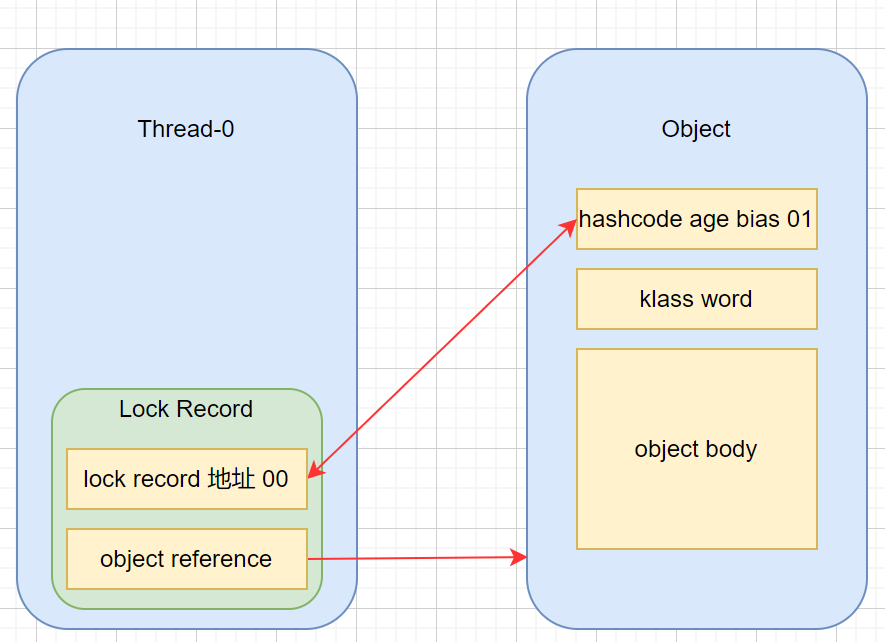 Thread-0
Lock Record
lock record 地址 00
object reference
Object
hashcode age bias 01
klass word
object body